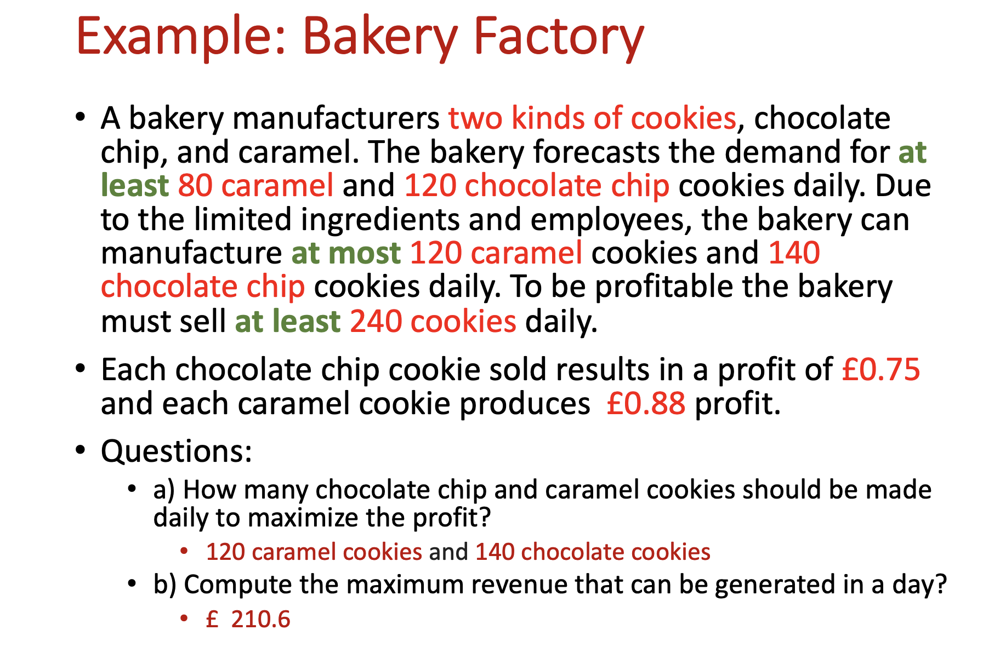 Example: Bakery Factory
• A bakery manufacturers two kinds of cookies, chocolate
chip, and caramel. The bakery forecasts the demand for at
least 80 caramel and 120 chocolate chip cookies daily. Due
to the limited ingredients and employees, the bakery can
manufacture at most 120 caramel cookies and 140
chocolate chip cookies daily. To be profitable the bakery
must sell at least 240 cookies daily.
• Each chocolate chip cookie sold results in a profit of £0.75
and each caramel cookie produces £0.88 profit.
• Questions:
• a) How many chocolate chip and caramel cookies should be made
daily to maximize the profit?
• 120 caramel cookies and 140 chocolate cookies
• b) Compute the maximum revenue that can be generated in a day?
• £ 210.6